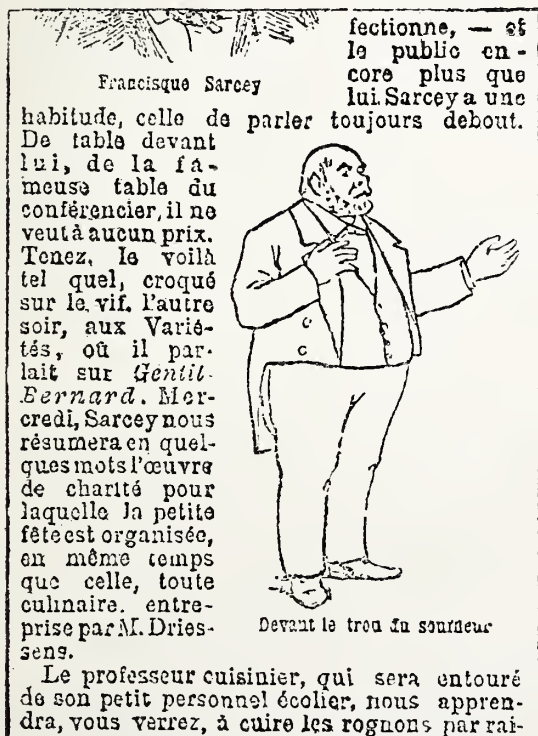 Francisque Sarcey
fectionne, — et
le public en-
core plus que
lui. Sarcey a une
habitude, celle de parler toujours debout.
De table devant
lui, de la fa-
meuse table du
conférencier, il ne
veut à aucun prix.
Tenez, le voilà
tel quel, croqué
sur le vif, l'autre
soir, aux Varié-
tés, où il par-
lait sur Gentil-
Bernard. Mer-
credi, Sarcey nous
résumera en quel-
ques mots l'œuvre
de charité pour
laquelle la petite
fête est organisée,
en même temps
que celle, toute
culinaire, entre-
prise par M. Dries-
sens.
Devant le trou du souffleur
Le professeur cuisinier, qui sera entouré
de son petit personnel écolier, nous appren-
dra, vous verrez, à cuire les rognons par rai-